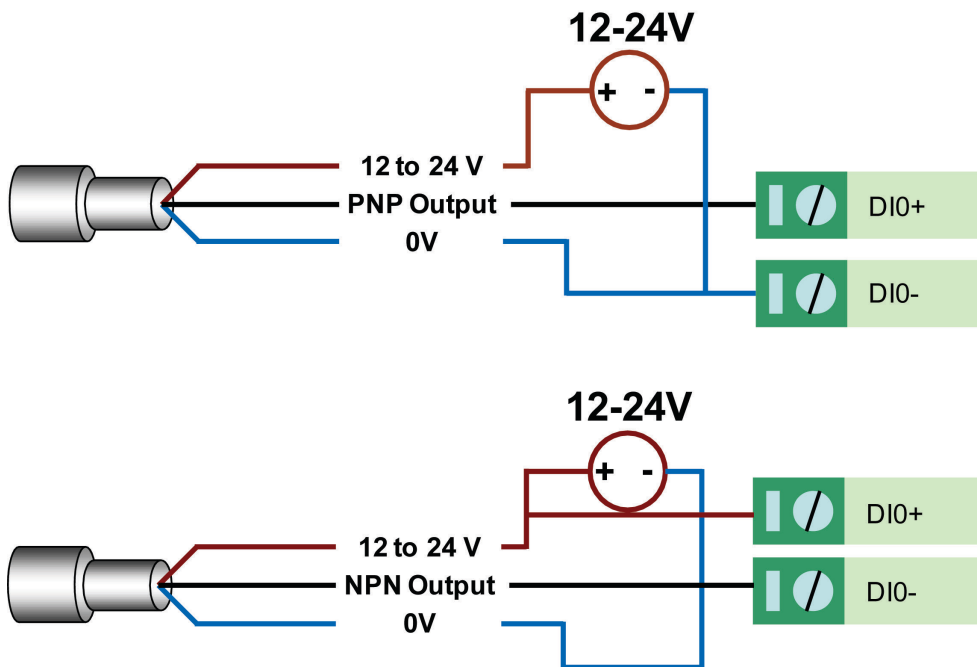 12-24V
+ -
12 to 24 V
PNP Output
0V
DI0+
DI0-
12-24V
+ -
12 to 24 V
NPN Output
0V
DI0+
DI0-